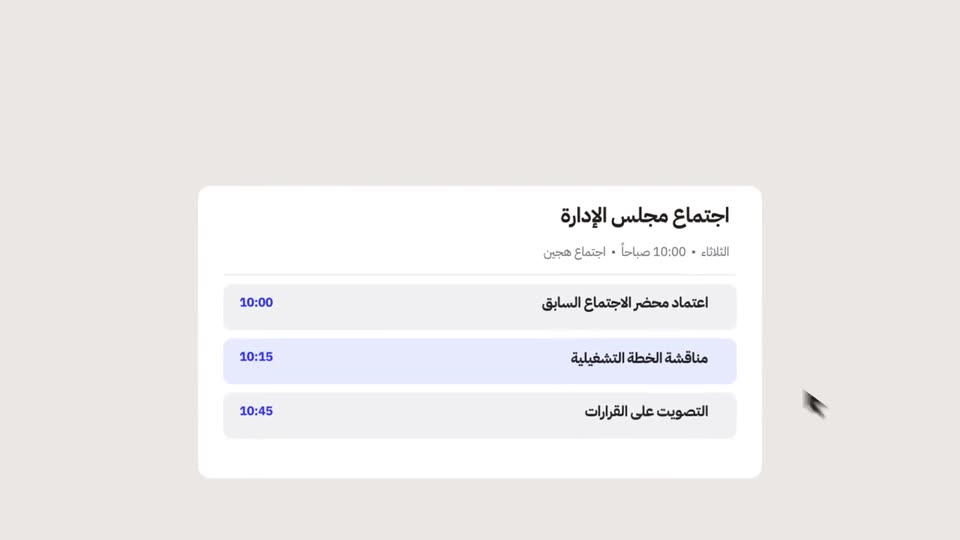 اجتماع مجلس الإدارة
الثلاثاء • 10:00 صباحاً • اجتماع هجين
اعتماد محضر الاجتماع السابق 10:00
مناقشة الخطة التشغيلية 10:15
التصويت على القرارات 10:45